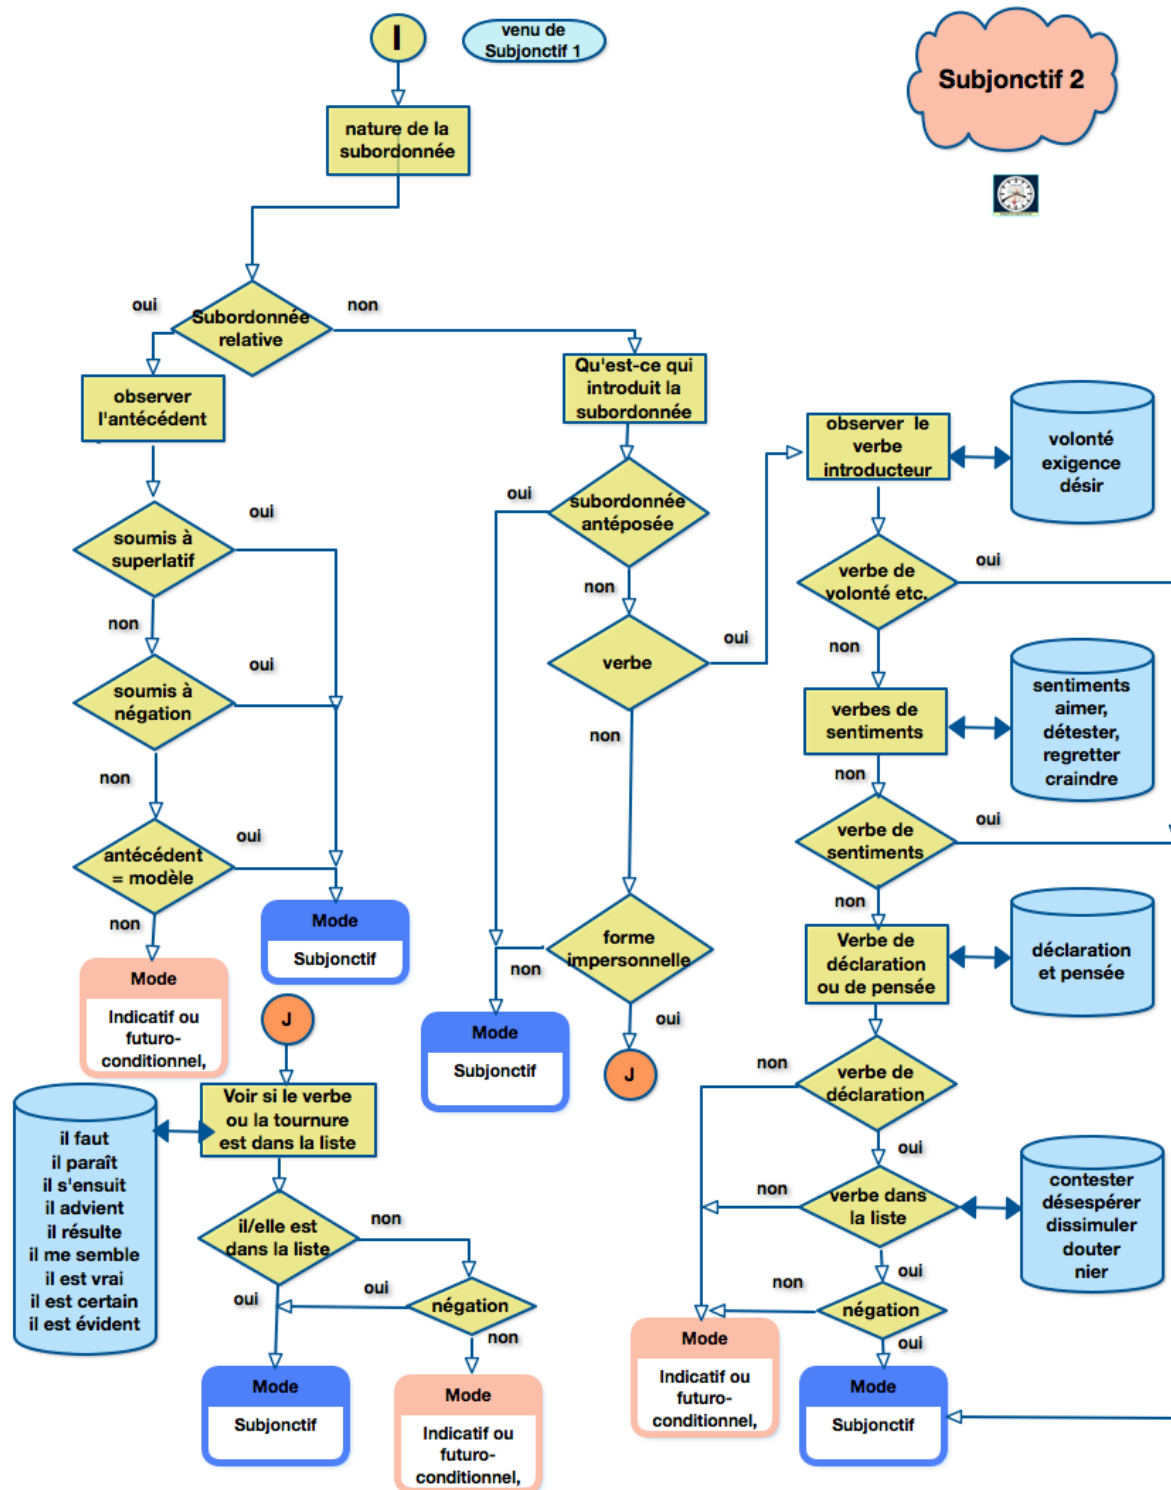 I
venu de
Subjonctif 1
Subjonctif 2
nature de la
subordonnée
oui
non
Subordonnée
relative
observer
l'antécédent
oui
soumis à
superlatif
non
oui
soumis à
négation
non
oui
antécédent
= modèle
non
Mode
Indicatif ou
futuro-
conditionnel,
Mode
Subjonctif
Qu'est-ce qui
introduit la
subordonnée
oui
subordonnée
antéposée
non
verbe
oui
non
forme
impersonnelle
non
oui
Mode
Subjonctif
J
observer le
verbe
introducteur
volonté
exigence
désir
verbe de
volonté etc.
oui
non
verbes de
sentiments
sentiments
aimer,
détester,
regretter
craindre
non
verbe de
sentiments
oui
non
Verbe de
déclaration
ou de pensée
déclaration
et pensée
non
verbe de
déclaration
oui
non
verbe dans
la liste
contester
désespérer
dissimuler
douter
nier
oui
non
négation
oui
Mode
Indicatif ou
futuro-
conditionnel,
Mode
Subjonctif
J
Voir si le verbe
ou la tournure
est dans la liste
il faut
il paraît
il s'ensuit
il advient
il résulte
il me semble
il est vrai
il est certain
il est évident
il/elle est
dans la liste
non
oui
oui
négation
non
Mode
Subjonctif
Mode
Indicatif ou
futuro-
conditionnel,